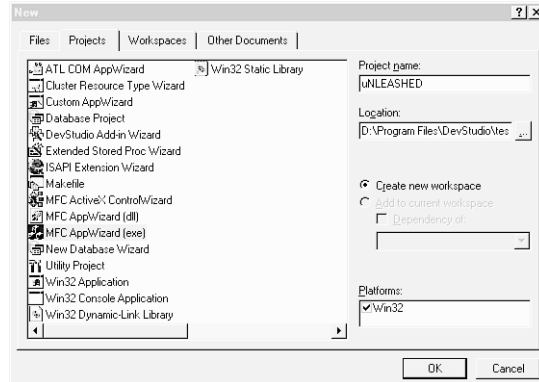 New
Files Projects Workspaces Other Documents
ATL COM AppWizard
Cluster Resource Type Wizard
Custom AppWizard
Database Project
DevStudio Add-in Wizard
Extended Stored Proc Wizard
ISAPI Extension Wizard
Makefile
MFC ActiveX ControlWizard
MFC AppWizard (dll)
MFC AppWizard (exe)
New Database Wizard
Utility Project
Win32 Application
Win32 Console Application
Win32 Dynamic-Link Library
Win32 Static Library
Project name:
uNLEASHED
Location:
D:\Program Files\DevStudio\tes ...
Create new workspace
Add to current workspace
Dependency of:
Platforms:
Win32
OK Cancel